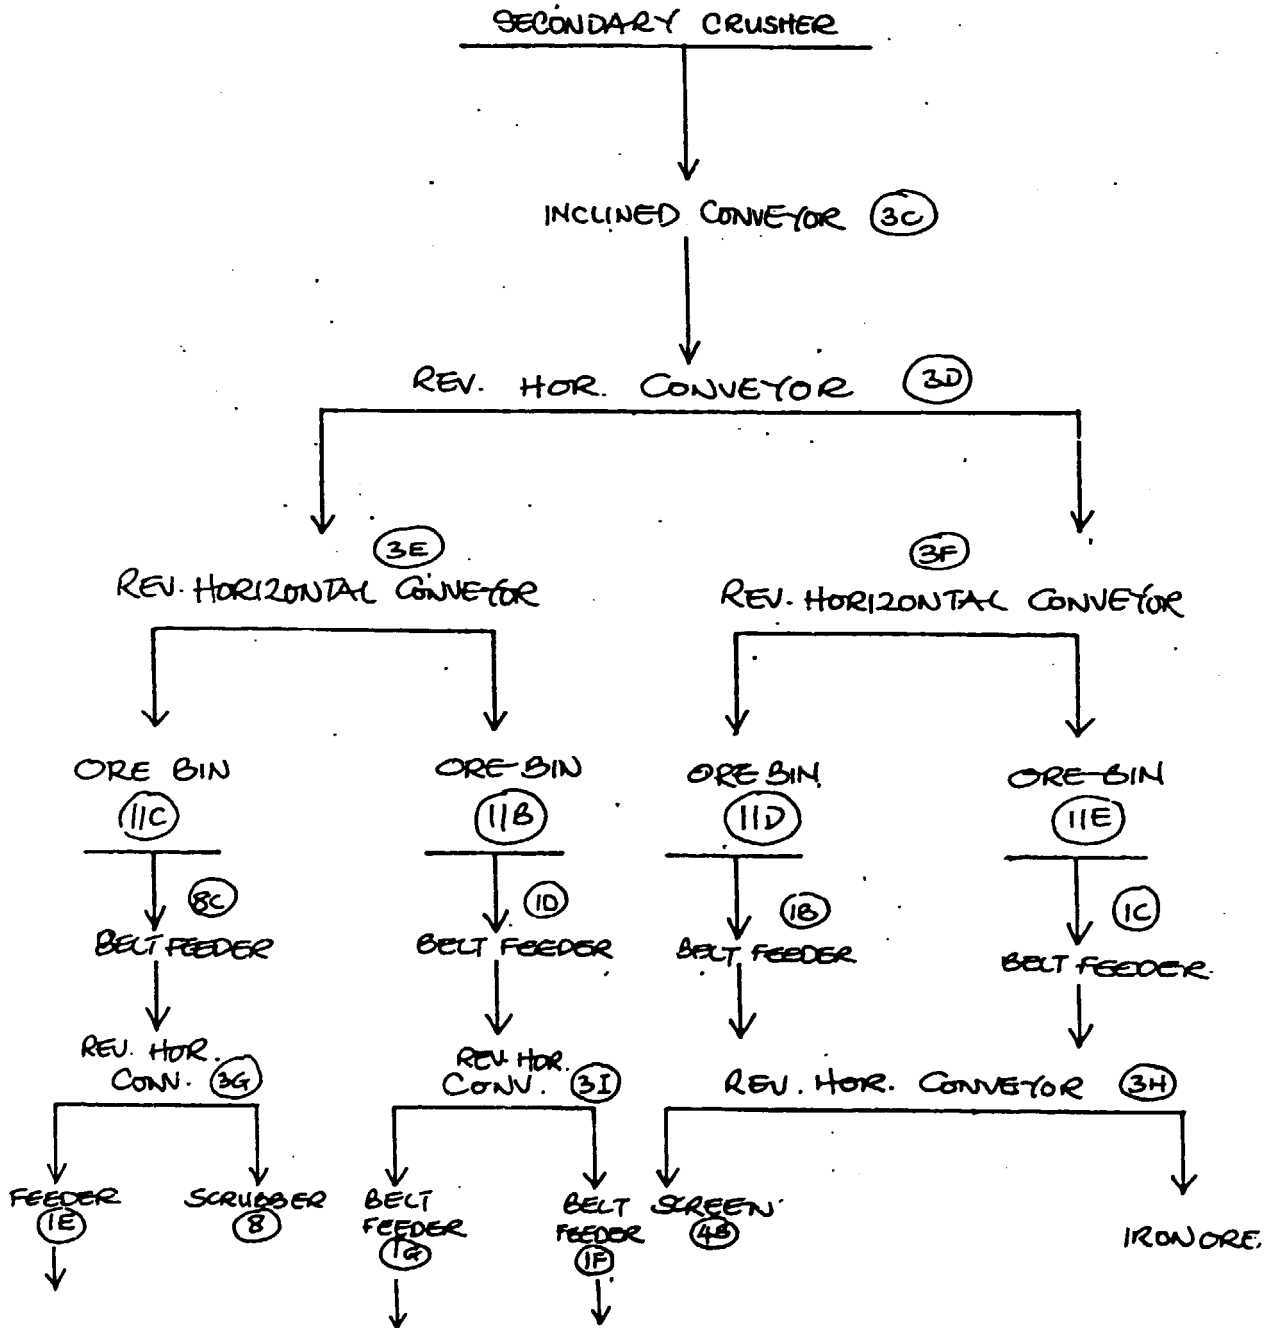 SECONDARY CRUSHER
INCLINED CONVEYOR 3C
REV. HOR. CONVEYOR 3D
3E 3F
REV. HORIZONTAL CONVEYOR REV. HORIZONTAL CONVEYOR
ORE BIN ORE BIN ORE BIN ORE BIN
11C 11B 11D 11E
8C 1D 1B 1C
BELT FEEDER BELT FEEDER BELT FEEDER BELT FEEDER
REV. HOR. REV. HOR.
CONV. 3G CONV. 3I REV. HOR. CONVEYOR 3H
FEEDER SCRUBBER BELT BELT SCREEN
1E 8 FEEDER FEEDER 4B IRON ORE.
1G 1F